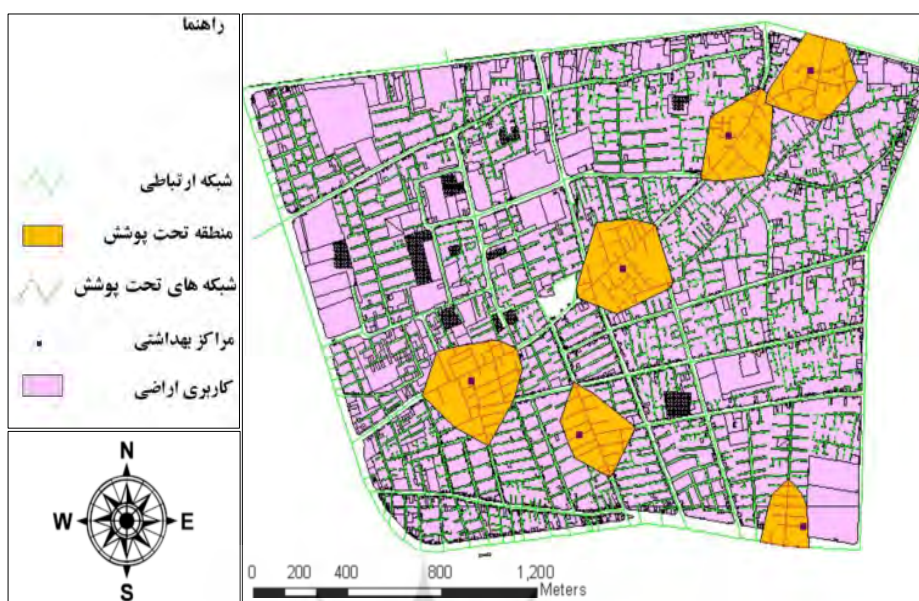 راهنما
شبکه ارتباطی
منطقه تحت پوشش
شبکه های تحت پوشش
مراکز بهداشتی
کاربری اراضی
N
W E
S
0 200 400 800 1,200
Meters